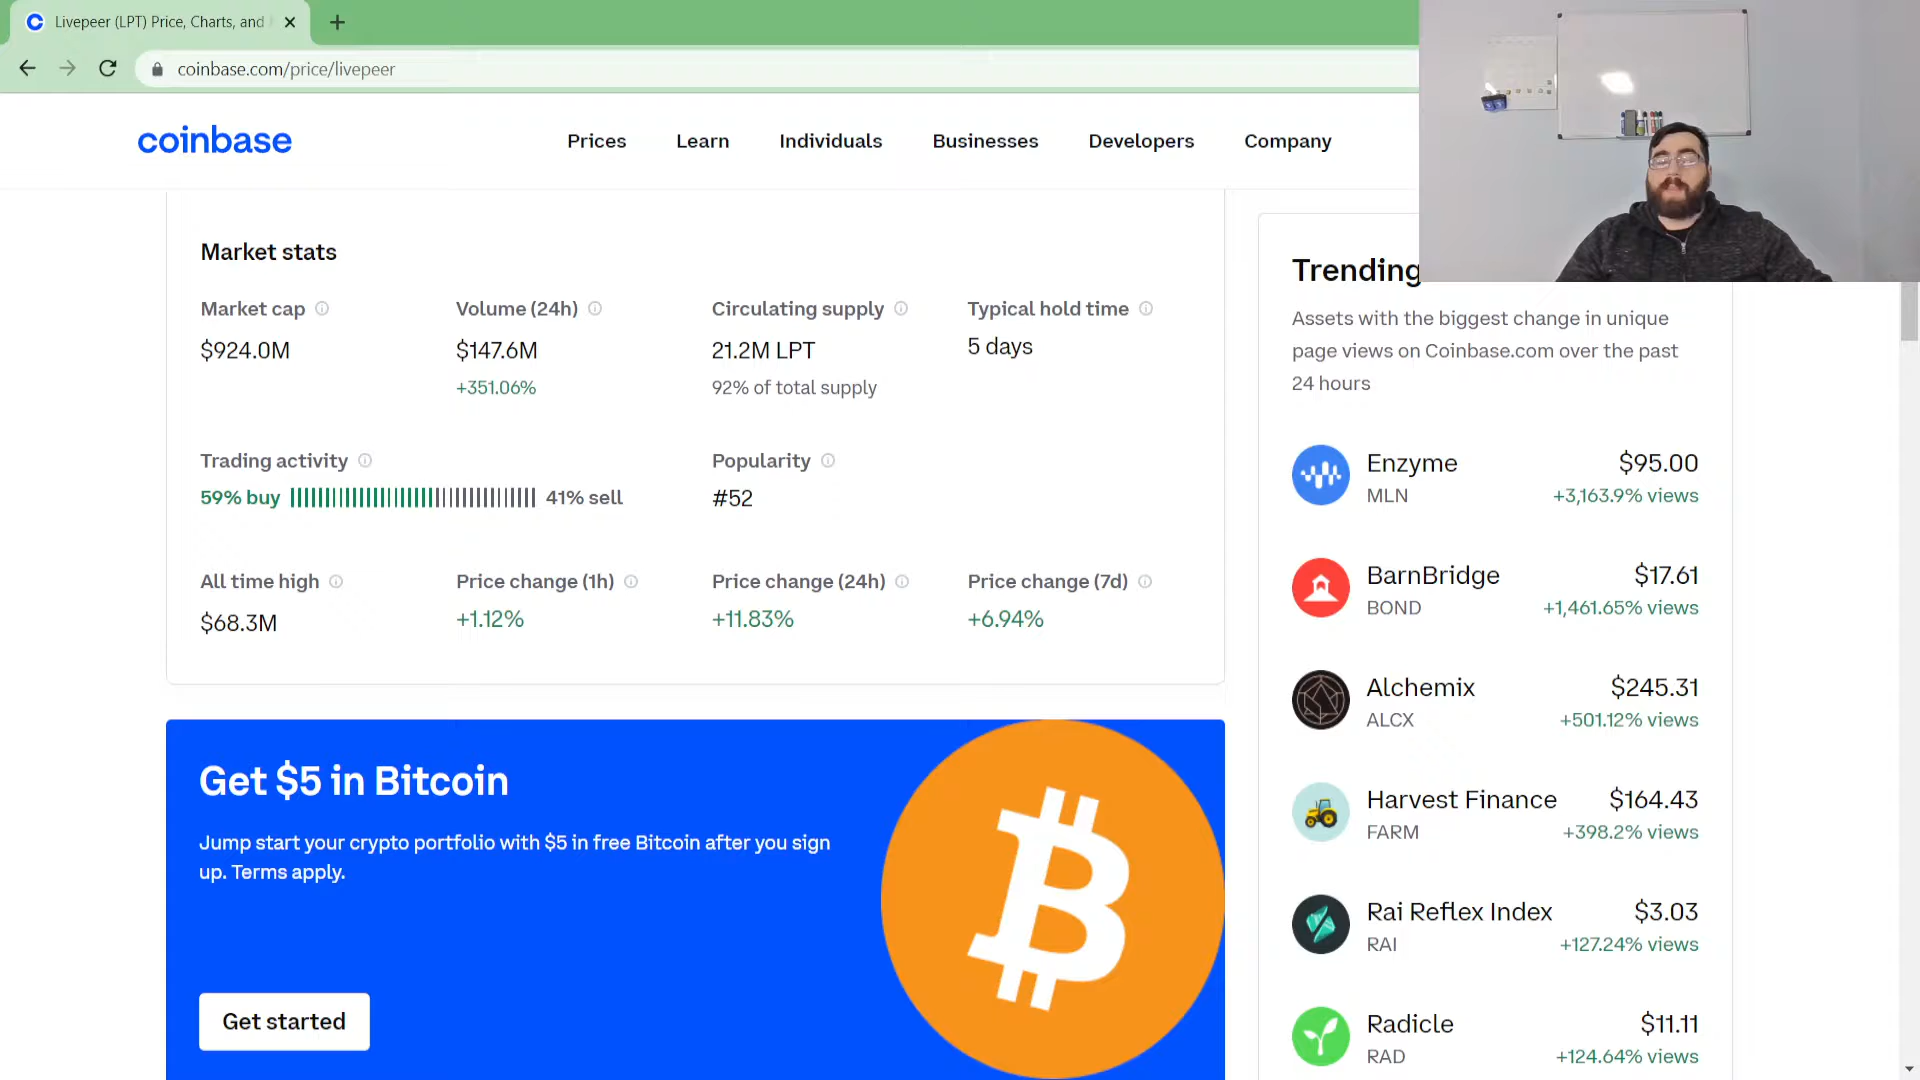 Livepeer (LPT) Price, Charts, and
coinbase.com/price/livepeer
coinbase
Prices
Learn
Individuals
Businesses
Developers
Company
Market stats
Market cap
$924.0M
Volume (24h)
$147.6M
+351.06%
Circulating supply
21.2M LPT
92% of total supply
Typical hold time
5 days
Trading activity
59% buy
41% sell
Popularity
#52
All time high
$68.3M
Price change (1h)
+1.12%
Price change (24h)
+11.83%
Price change (7d)
+6.94%
Get $5 in Bitcoin
Jump start your crypto portfolio with $5 in free Bitcoin after you sign
up. Terms apply.
Get started
Trending
Assets with the biggest change in unique
page views on Coinbase.com over the past
24 hours
Enzyme
$95.00
MLN
+3,163.9% views
BarnBridge
$17.61
BOND
+1,461.65% views
Alchemix
$245.31
ALCX
+501.12% views
Harvest Finance
$164.43
FARM
+398.2% views
Rai Reflex Index
$3.03
RAI
+127.24% views
Radicle
$11.11
RAD
+124.64% views